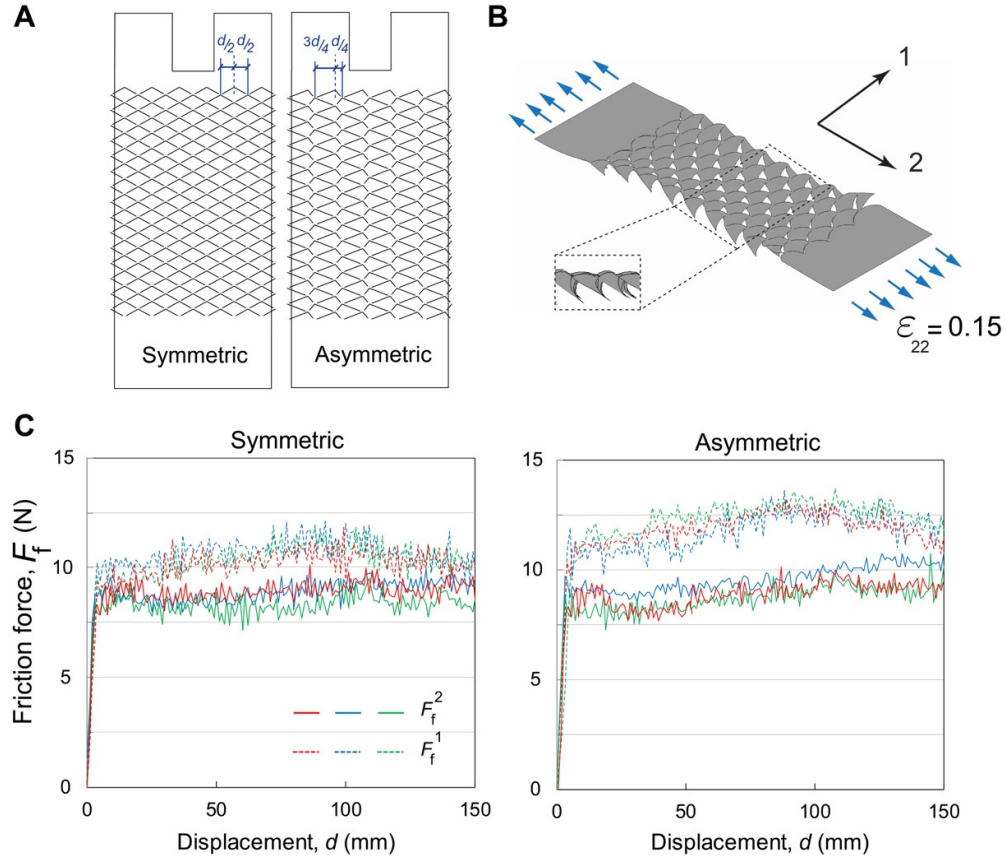 A
d/2 d/2
3d/4 d/4
Symmetric
Asymmetric
B
1
2
ε22 = 0.15
C
Symmetric
Asymmetric
Friction force, Ff (N)
15
10
5
0
0
50
100
150
Ff2
Ff1
Displacement, d (mm)
15
10
5
0
0
50
100
150
Displacement, d (mm)